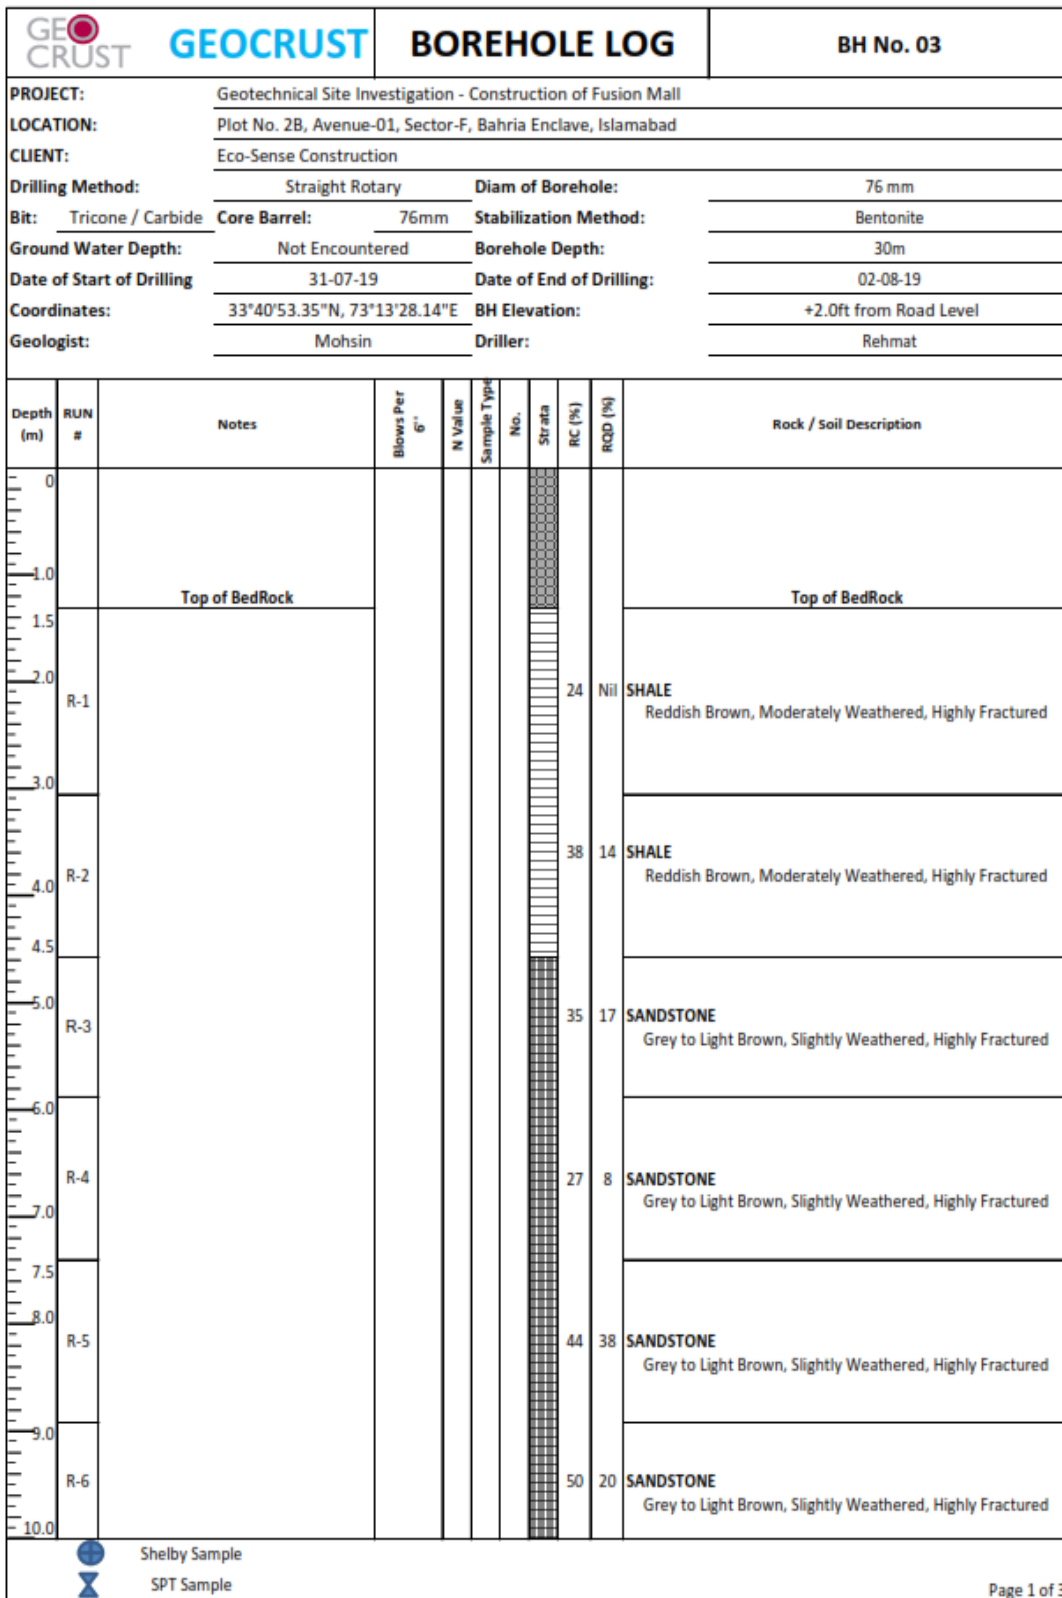 GEO CRUST GEOCRUST BOREHOLE LOG BH No. 03
PROJECT: Geotechnical Site Investigation - Construction of Fusion Mall
LOCATION: Plot No. 2B, Avenue-01, Sector-F, Bahria Enclave, Islamabad
CLIENT: Eco-Sense Construction
Drilling Method: Straight Rotary Diam of Borehole: 76 mm
Bit: Tricone / Carbide Core Barrel: 76mm Stabilization Method: Bentonite
Ground Water Depth: Not Encountered Borehole Depth: 30m
Date of Start of Drilling 31-07-19 Date of End of Drilling: 02-08-19
Coordinates: 33°40'53.35"N, 73°13'28.14"E BH Elevation: +2.0ft from Road Level
Geologist: Mohsin Driller: Rehmat
Depth (m) RUN # Notes Blows Per 6" N Value Sample Type No. Strata RC (%) RQD (%) Rock / Soil Description
0
1.0
Top of BedRock Top of BedRock
1.5
2.0
R-1 24 Nil SHALE
Reddish Brown, Moderately Weathered, Highly Fractured
3.0
38 14 SHALE
R-2 Reddish Brown, Moderately Weathered, Highly Fractured
4.0
4.5
5.0
R-3 35 17 SANDSTONE
Grey to Light Brown, Slightly Weathered, Highly Fractured
6.0
R-4 27 8 SANDSTONE
Grey to Light Brown, Slightly Weathered, Highly Fractured
7.0
7.5
8.0
R-5 44 38 SANDSTONE
Grey to Light Brown, Slightly Weathered, Highly Fractured
9.0
R-6 50 20 SANDSTONE
Grey to Light Brown, Slightly Weathered, Highly Fractured
10.0
Shelby Sample
SPT Sample
Page 1 of 3